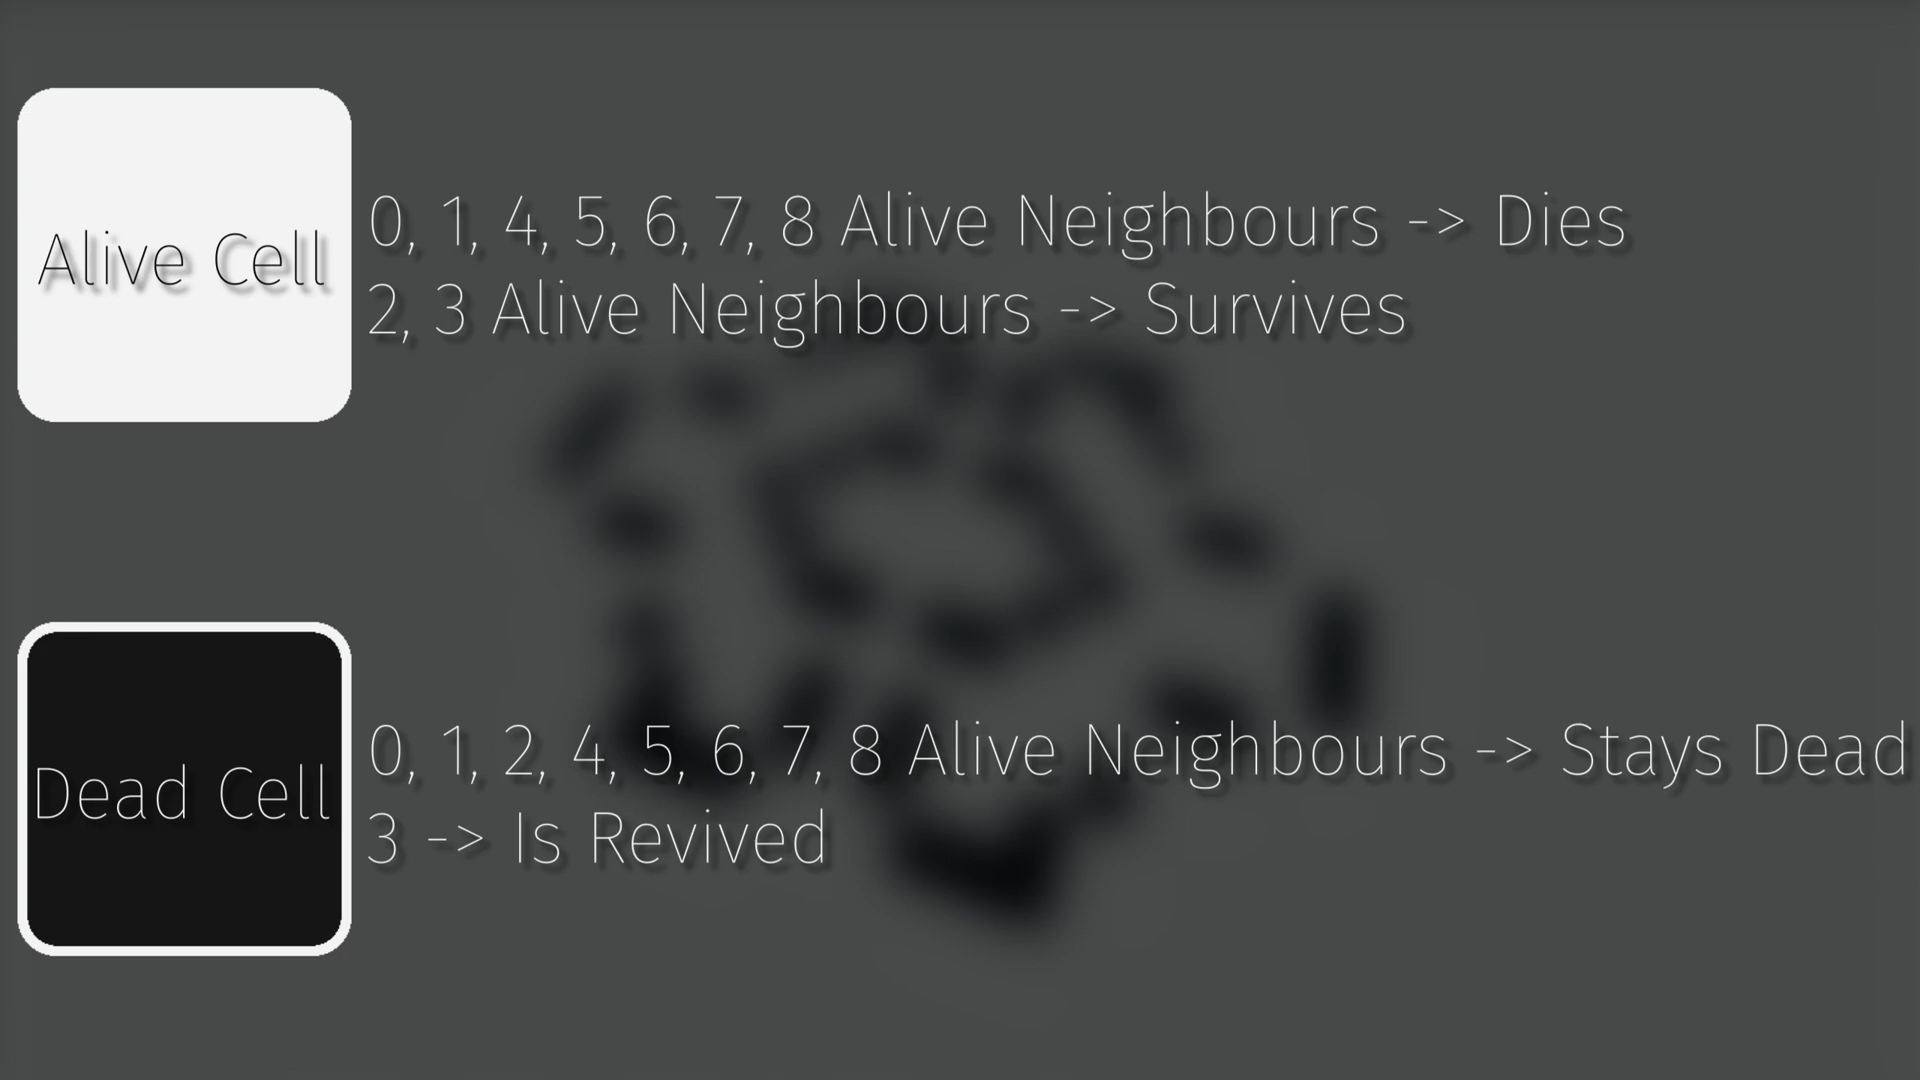 Alive Cell
0, 1, 4, 5, 6, 7, 8 Alive Neighbours -> Dies
2, 3 Alive Neighbours -> Survives
Dead Cell
0, 1, 2, 4, 5, 6, 7, 8 Alive Neighbours -> Stays Dead
3 -> Is Revived